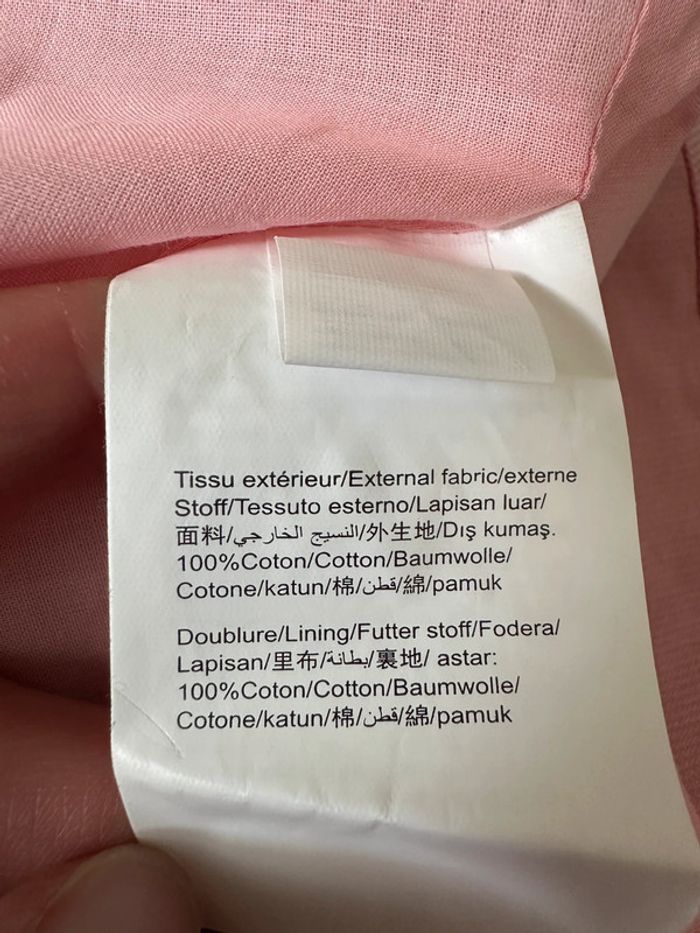 Tissu extérieur/External fabric/externe
Stoff/Tessuto esterno/Lapisan luar/
面料/النسيج الخارجي/外生地/Dış kumaş.
100%Coton/Cotton/Baumwolle/
Cotone/katun/棉/قطن/綿/pamuk
Doublure/Lining/Futter stoff/Fodera/
Lapisan/里布/بطانة/裏地/ astar:
100%Coton/Cotton/Baumwolle/
Cotone/katun/棉/قطن/綿/pamuk